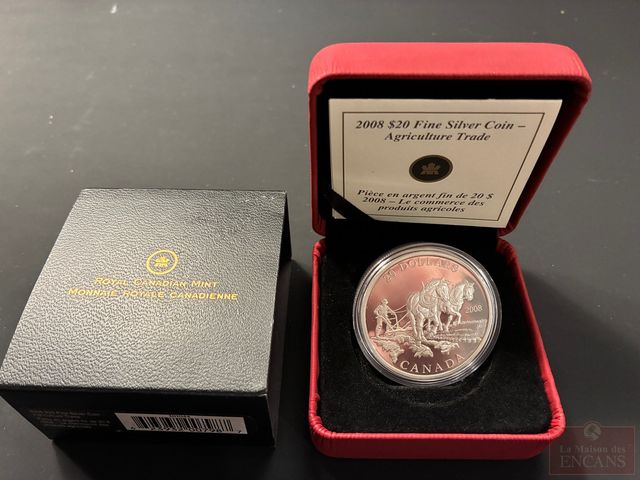 2008 $20 Fine Silver Coin –
Agriculture Trade
Pièce en argent fin de 20 $
2008 – Le commerce des
produits agricoles
ROYAL CANADIAN MINT
MONNAIE ROYALE CANADIENNE
20 DOLLARS
2008
CANADA
La Maison des
ENCANS